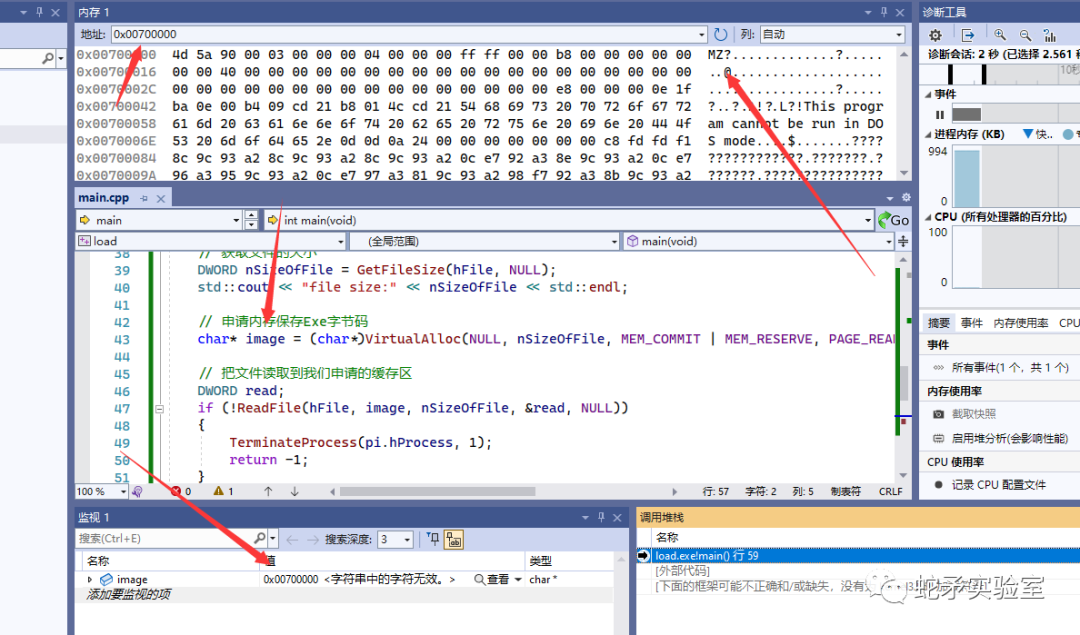 内存 1
地址: 0x00700000 列: 自动
0x00700000 4d 5a 90 00 03 00 00 00 04 00 00 00 ff ff 00 00 b8 00 00 00 00 00 MZ?.............?.....
0x00700016 00 00 40 00 00 00 00 00 00 00 00 00 00 00 00 00 00 00 00 00 00 00 ..@...................
0x0070002C 00 00 00 00 00 00 00 00 00 00 00 00 00 00 00 00 e8 00 00 00 0e 1f ................?.....
0x00700042 ba 0e 00 b4 09 cd 21 b8 01 4c cd 21 54 68 69 73 20 70 72 6f 67 72 ?..?.?!?.L?!This progr
0x00700058 61 6d 20 63 61 6e 6e 6f 74 20 62 65 20 72 75 6e 20 69 6e 20 44 4f am cannot be run in DO
0x0070006E 53 20 6d 6f 64 65 2e 0d 0d 0a 24 00 00 00 00 00 00 00 c8 fd fd f1 S mode....$.......????
0x00700084 8c 9c 93 a2 8c 9c 93 a2 8c 9c 93 a2 0c e7 92 a3 8e 9c 93 a2 0c e7 ????????????.???????.?
0x0070009A 96 a3 95 9c 93 a2 0c e7 97 a3 81 9c 93 a2 98 f7 92 a3 8b 9c 93 a2 ??????.???????????????
main.cpp
main int main(void) Go
load (全局范围) main(void)
38 // 获取文件的大小
39 DWORD nSizeOfFile = GetFileSize(hFile, NULL);
40 std::cout << "file size:" << nSizeOfFile << std::endl;
41
42 // 申请内存保存Exe字节码
43 char* image = (char*)VirtualAlloc(NULL, nSizeOfFile, MEM_COMMIT | MEM_RESERVE, PAGE_REA
44
45 // 把文件读取到我们申请的缓存区
46 DWORD read;
47 if (!ReadFile(hFile, image, nSizeOfFile, &read, NULL))
48 {
49 TerminateProcess(pi.hProcess, 1);
50 return -1;
51 }
100 % 0 1 行: 57 字符: 2 列: 5 制表符 CRLF
监视 1
搜索(Ctrl+E) 搜索深度: 3
名称 值 类型
image 0x00700000 <字符串中的字符无效。> 查看 char *
添加要监视的项
调用堆栈
名称
load.exe!main() 行 59
[外部代码]
[下面的框架可能不正确和/或缺失，没有
蛇矛实验室
诊断工具
诊断会话: 2 秒 (已选择 2.561 秒
10秒
事件
进程内存 (KB) 快..
994
0
CPU (所有处理器的百分比)
100
0
摘要 事件 内存使用率 CPU
事件
所有事件(1 个，共 1 个)
内存使用率
截取快照
启用堆分析(会影响性能)
CPU 使用率
记录 CPU 配置文件